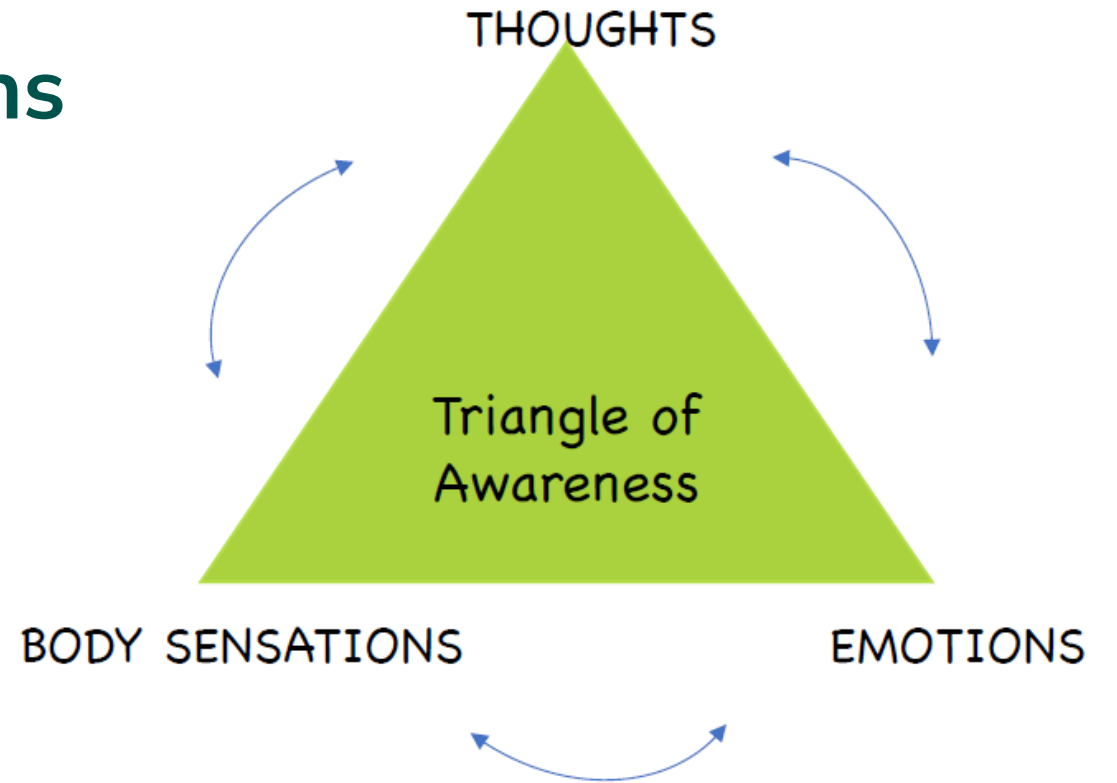 THOUGHTS
ns
Triangle of
Awareness
BODY SENSATIONS
EMOTIONS